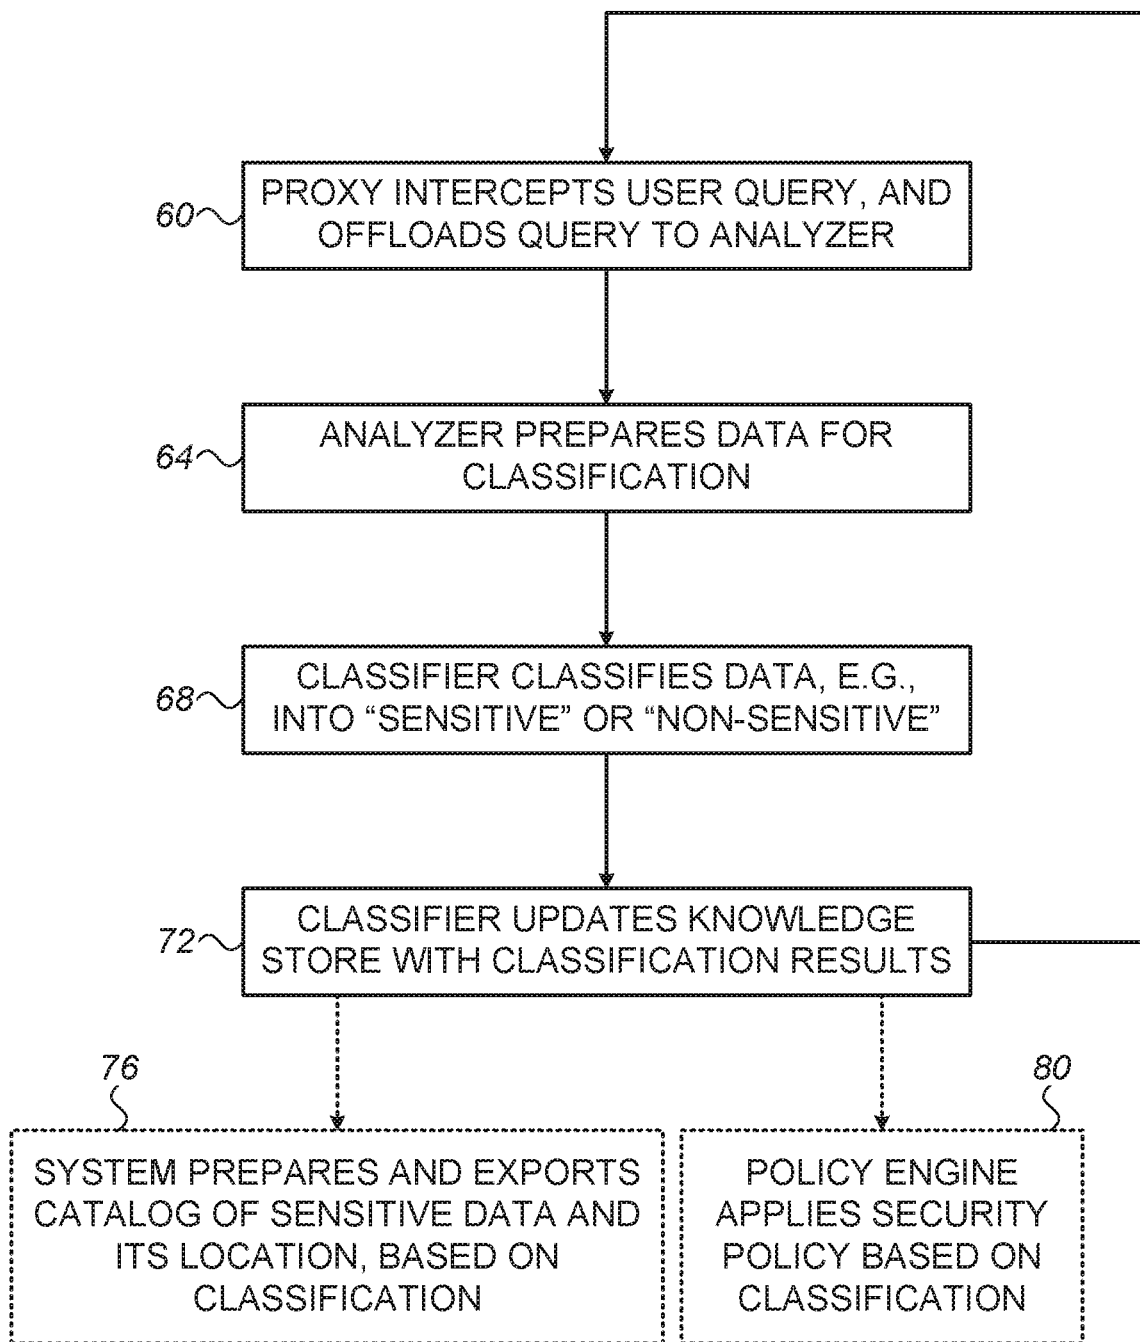 60
PROXY INTERCEPTS USER QUERY, AND
OFFLOADS QUERY TO ANALYZER
64
ANALYZER PREPARES DATA FOR
CLASSIFICATION
68
CLASSIFIER CLASSIFIES DATA, E.G.,
INTO “SENSITIVE” OR “NON-SENSITIVE”
72
CLASSIFIER UPDATES KNOWLEDGE
STORE WITH CLASSIFICATION RESULTS
76
SYSTEM PREPARES AND EXPORTS
CATALOG OF SENSITIVE DATA AND
ITS LOCATION, BASED ON
CLASSIFICATION
80
POLICY ENGINE
APPLIES SECURITY
POLICY BASED ON
CLASSIFICATION